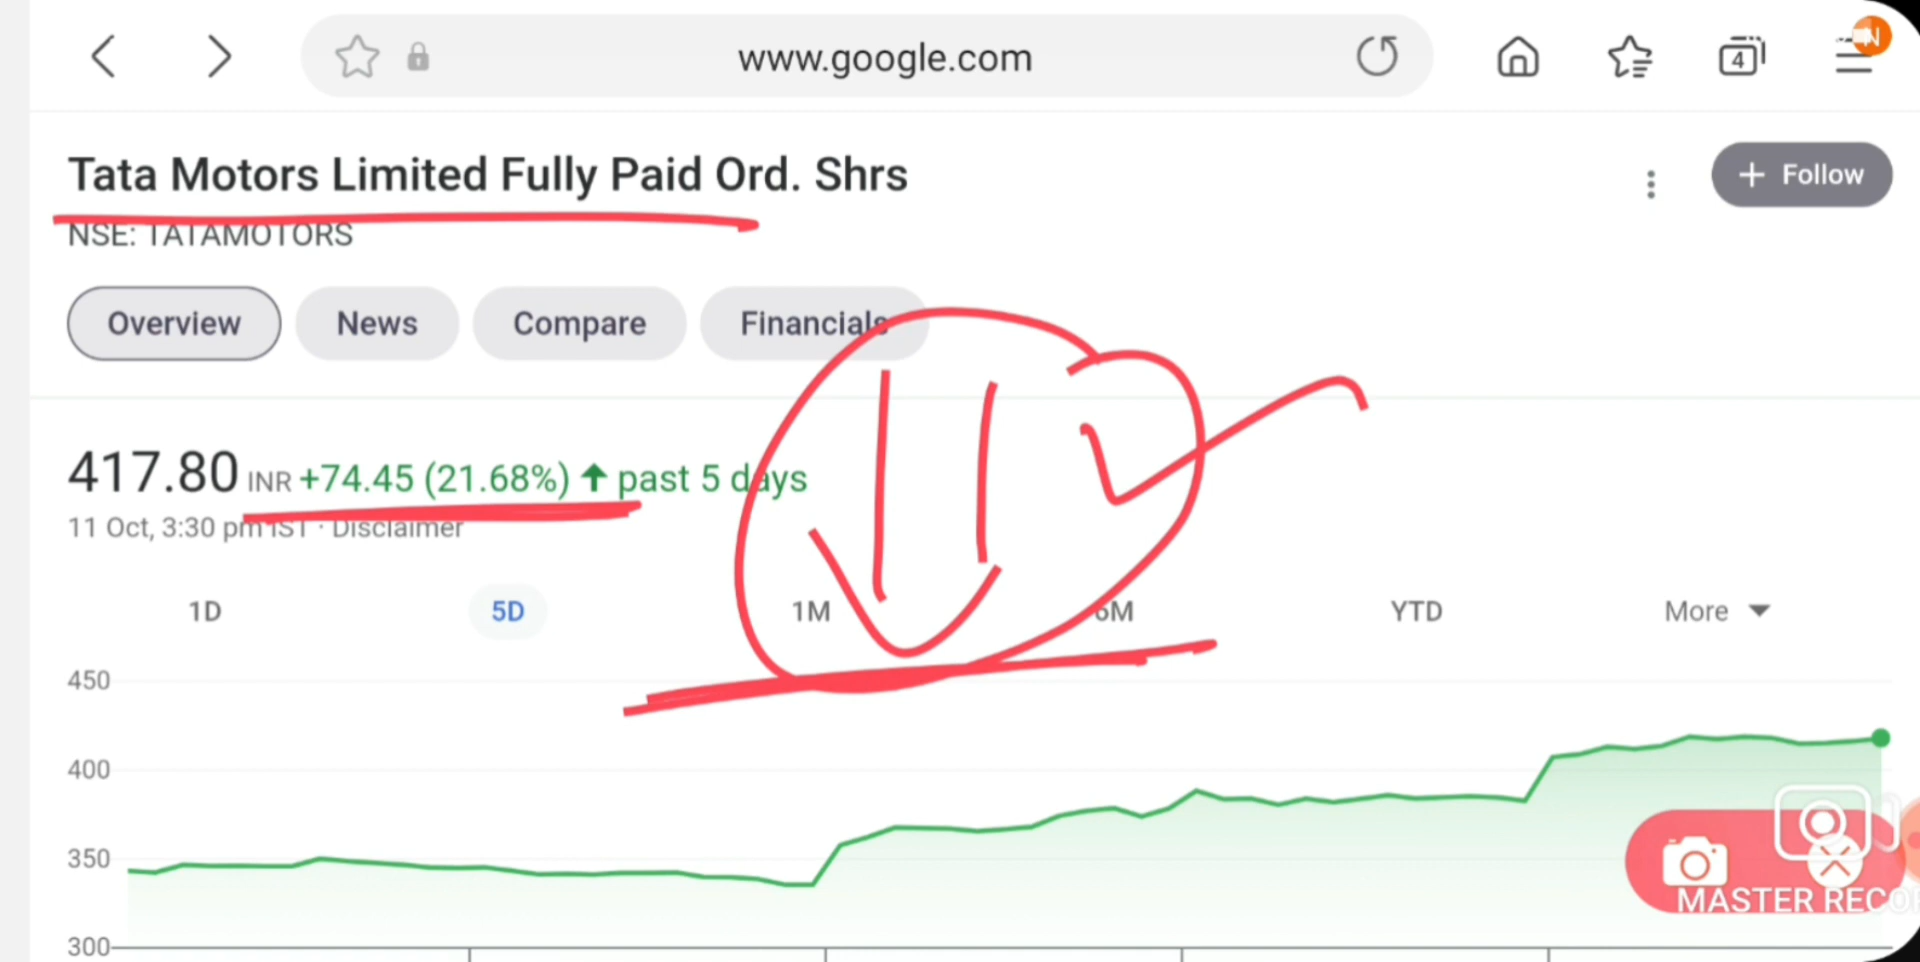 www.google.com
4
N
Tata Motors Limited Fully Paid Ord. Shrs
+ Follow
NSE: TATAMOTORS
Overview
News
Compare
Financials
417.80 INR +74.45 (21.68%) ↑ past 5 days
11 Oct, 3:30 pm IST · Disclaimer
1D
5D
1M
6M
YTD
More
450
400
350
300
MASTER RECO